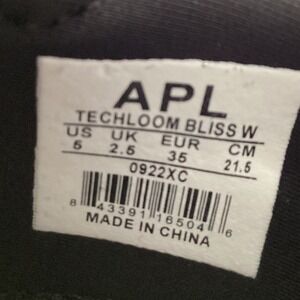 APL
TECHLOOM BLISS W
US UK EUR CM
5 2.5 35 21.5
0922XC
8 43391 16504 6
MADE IN CHINA